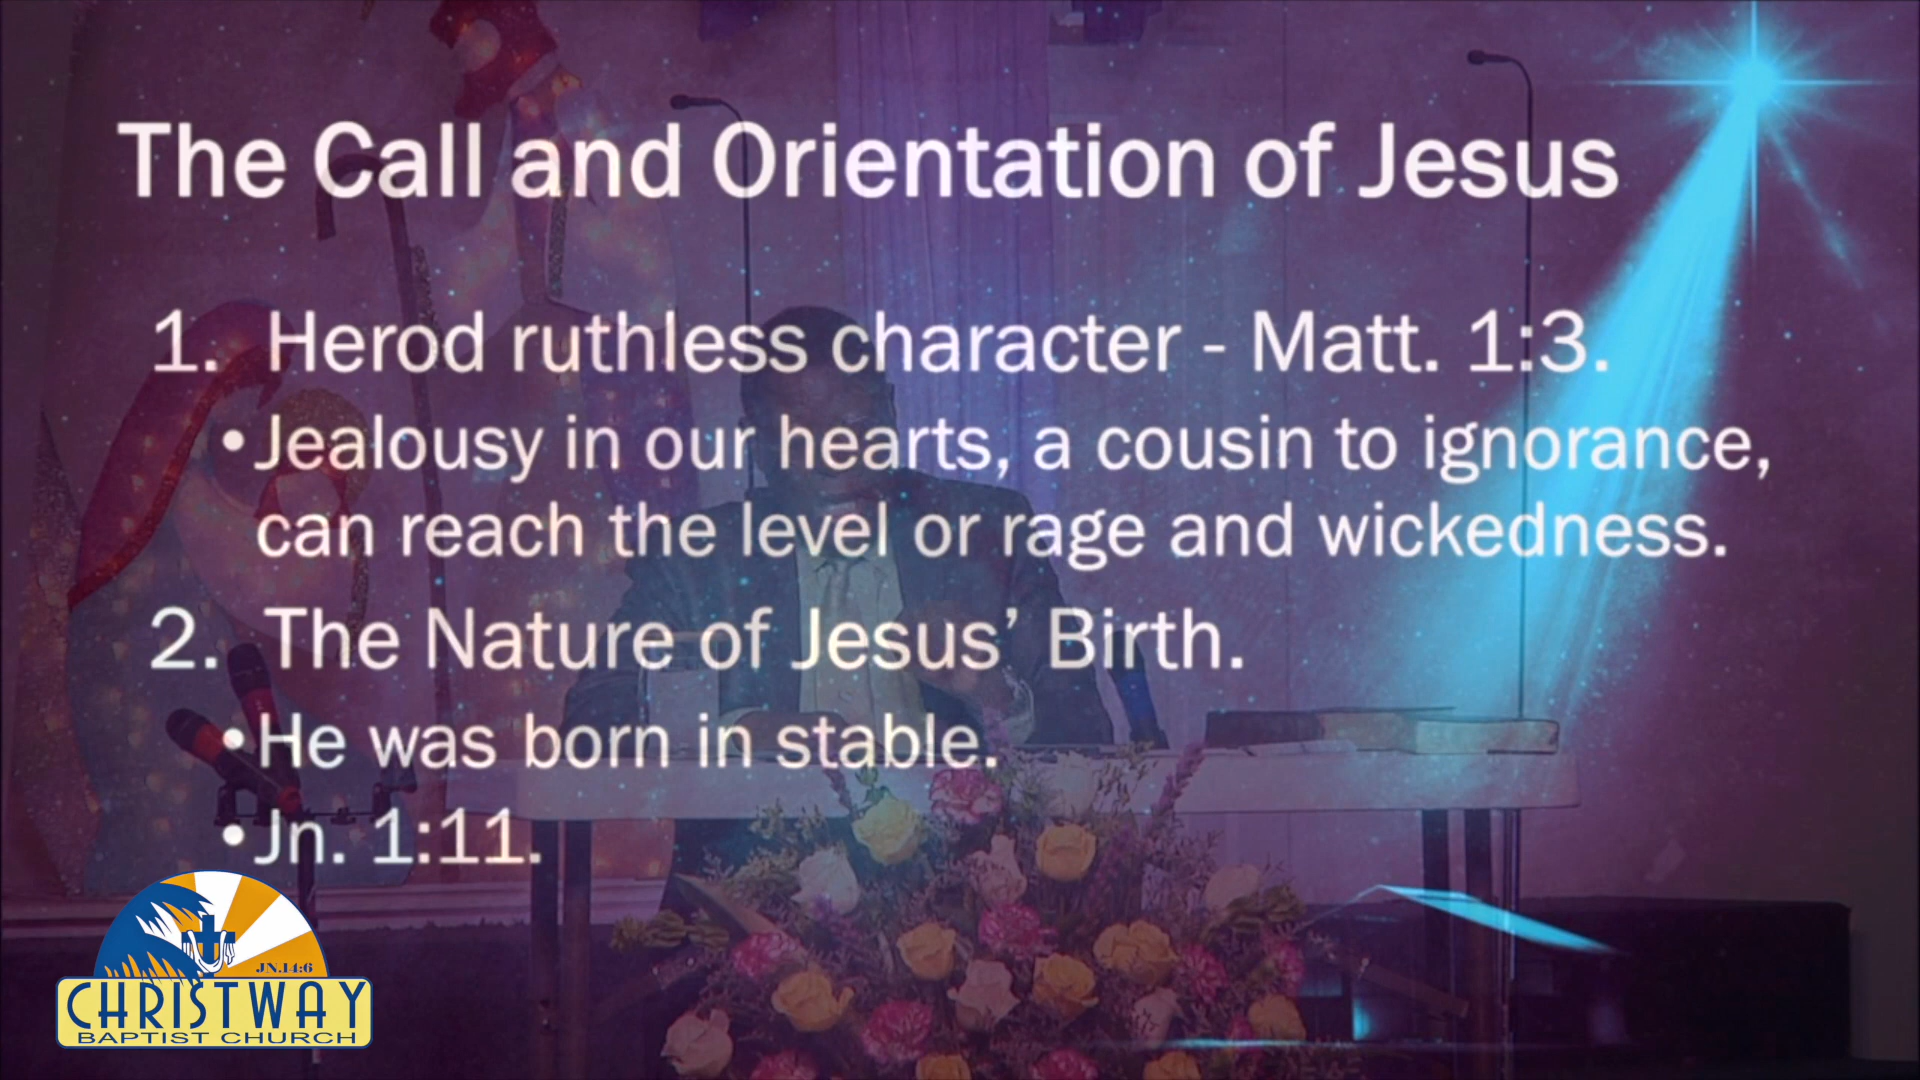 The Call and Orientation of Jesus
1. Herod ruthless character - Matt. 1:3.
•Jealousy in our hearts, a cousin to ignorance,
can reach the level or rage and wickedness.
2. The Nature of Jesus’ Birth.
•He was born in stable.
•Jn. 1:11.
JN.14:6
CHRISTWAY
BAPTIST CHURCH